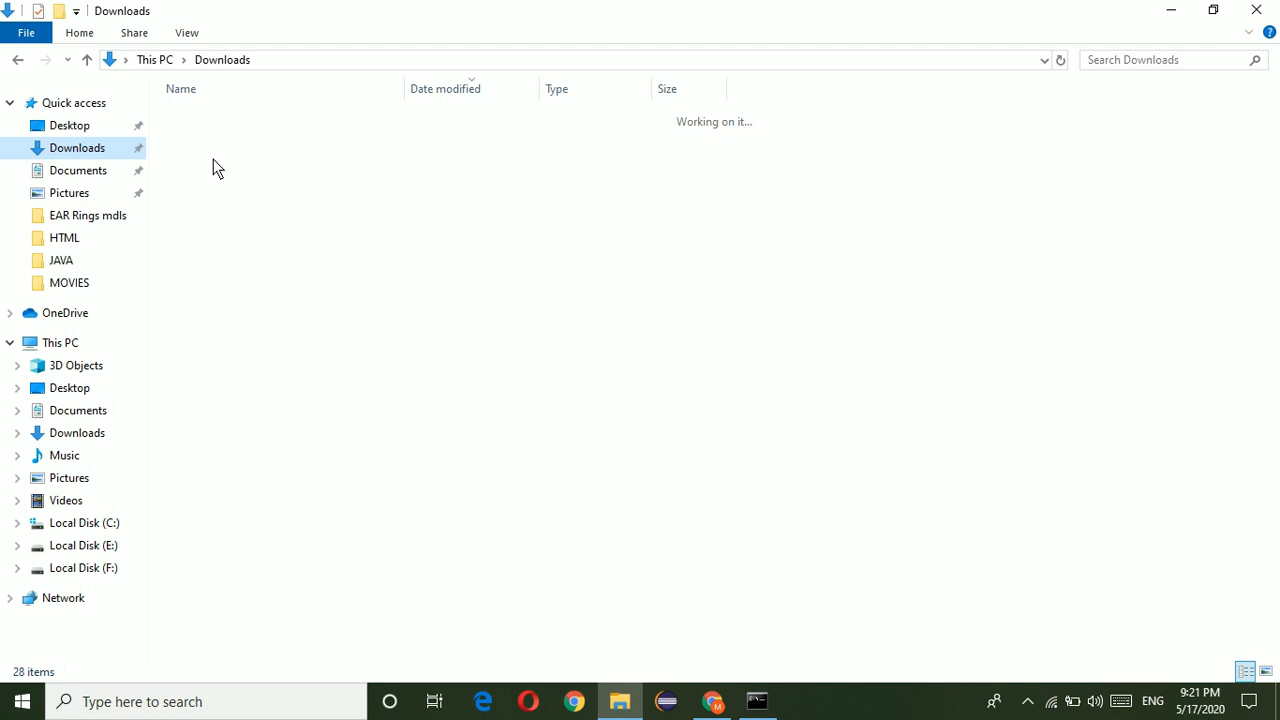 Downloads
File Home Share View
This PC Downloads Search Downloads
Name Date modified Type Size
Working on it...
Quick access
Desktop
Downloads
Documents
Pictures
EAR Rings mdls
HTML
JAVA
MOVIES
OneDrive
This PC
3D Objects
Desktop
Documents
Downloads
Music
Pictures
Videos
Local Disk (C:)
Local Disk (E:)
Local Disk (F:)
Network
28 items
Type here to search
ENG
9:21 PM
5/17/2020